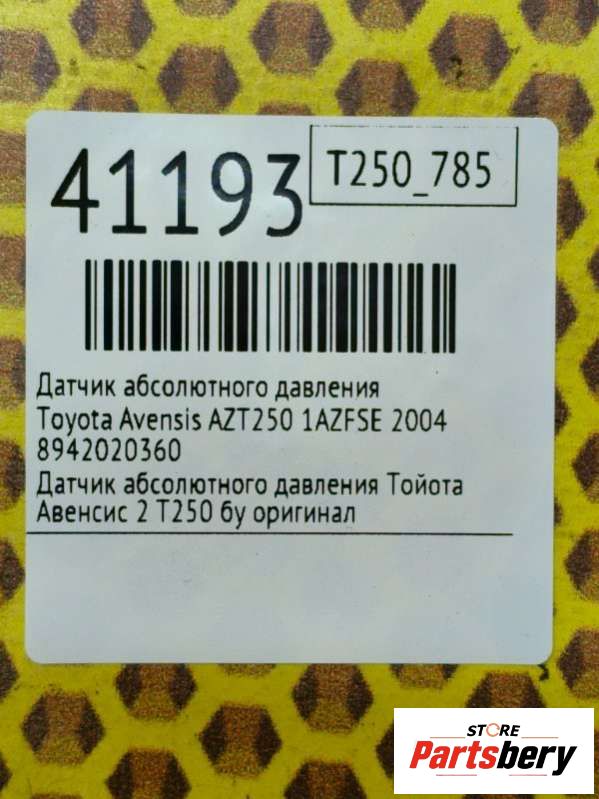 41193
T250_785
Датчик абсолютного давления
Toyota Avensis AZT250 1AZFSE 2004
8942020360
Датчик абсолютного давления Тойота
Авенсис 2 Т250 бу оригинал
STORE
Partsbery